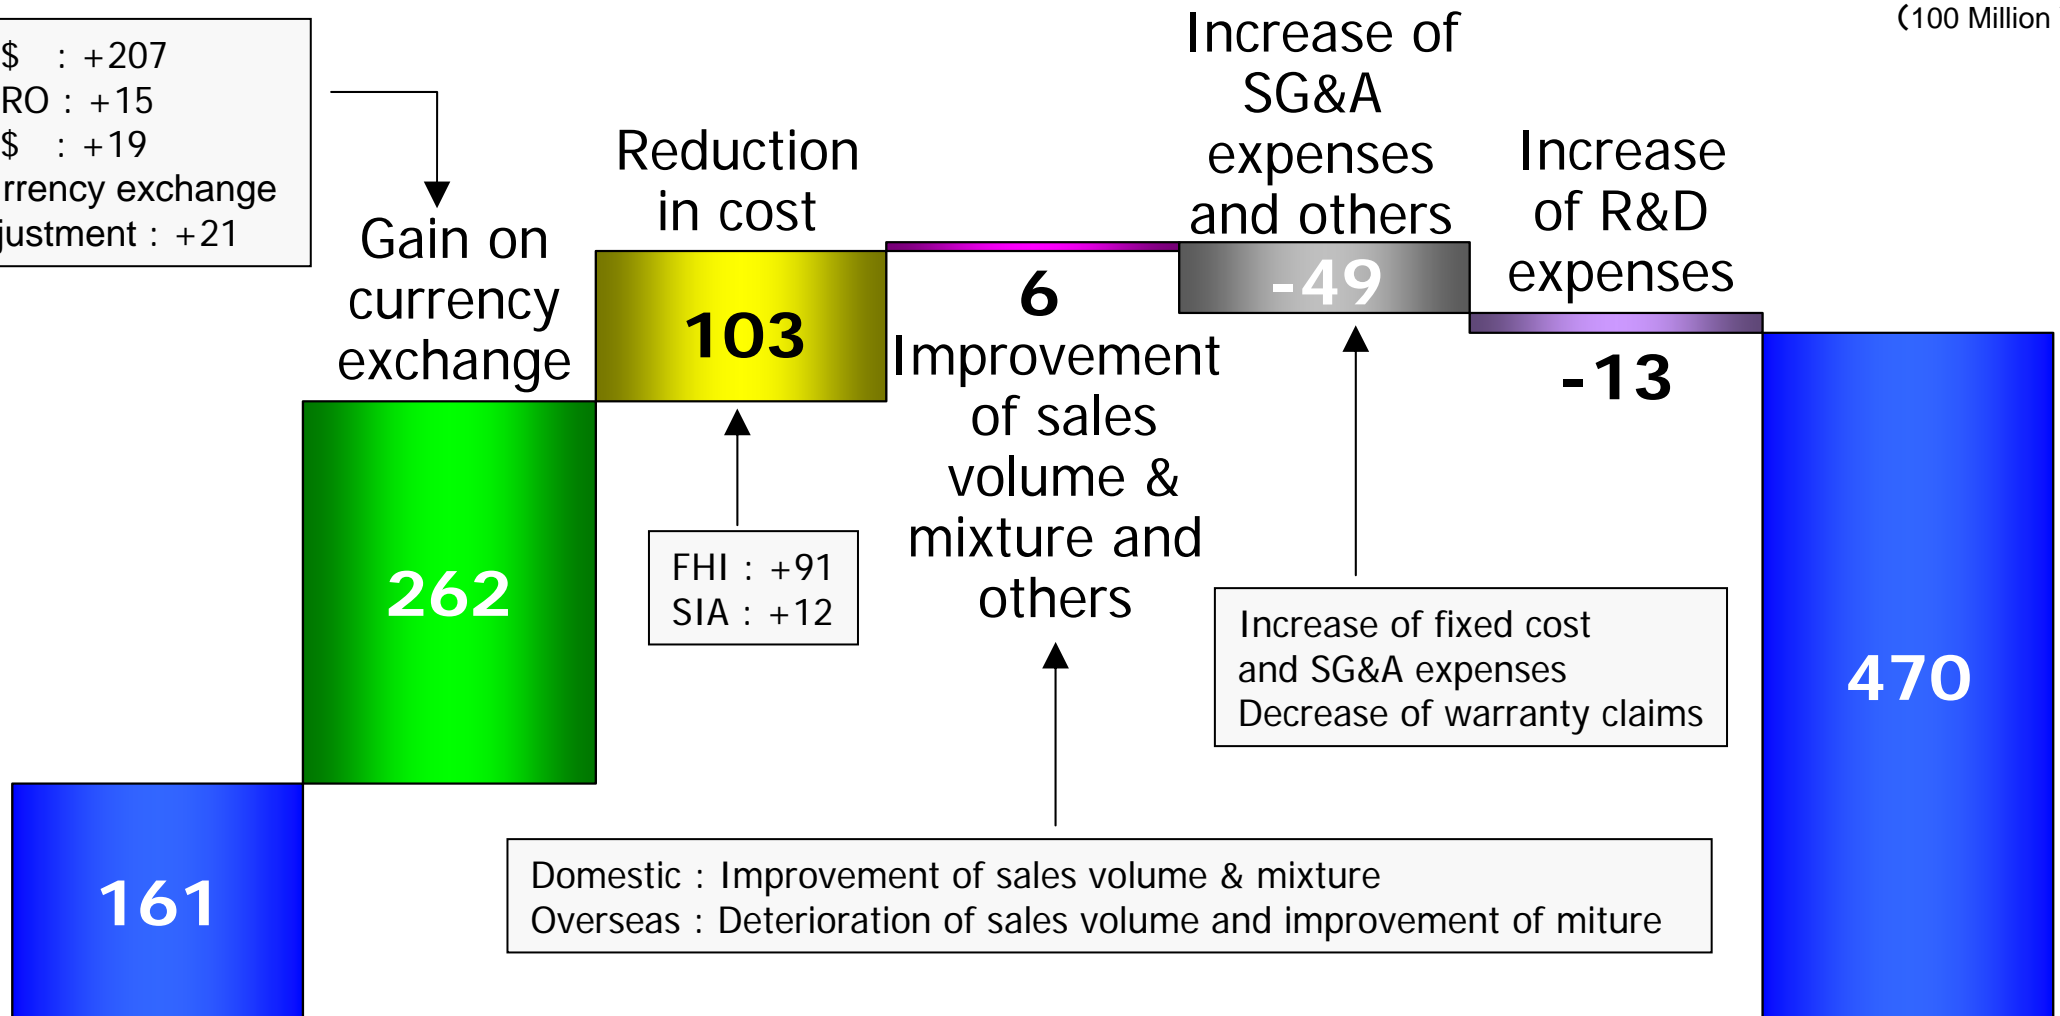 (100 Million
$ : +207
RO : +15
$ : +19
rrency exchange
justment : +21
Gain on
currency
exchange
Reduction
in cost
Increase of
SG&A
expenses
and others
Increase
of R&D
expenses
103
6
-49
-13
Improvement
of sales
volume &
mixture and
others
262
FHI : +91
SIA : +12
Increase of fixed cost
and SG&A expenses
Decrease of warranty claims
470
161
Domestic : Improvement of sales volume & mixture
Overseas : Deterioration of sales volume and improvement of miture